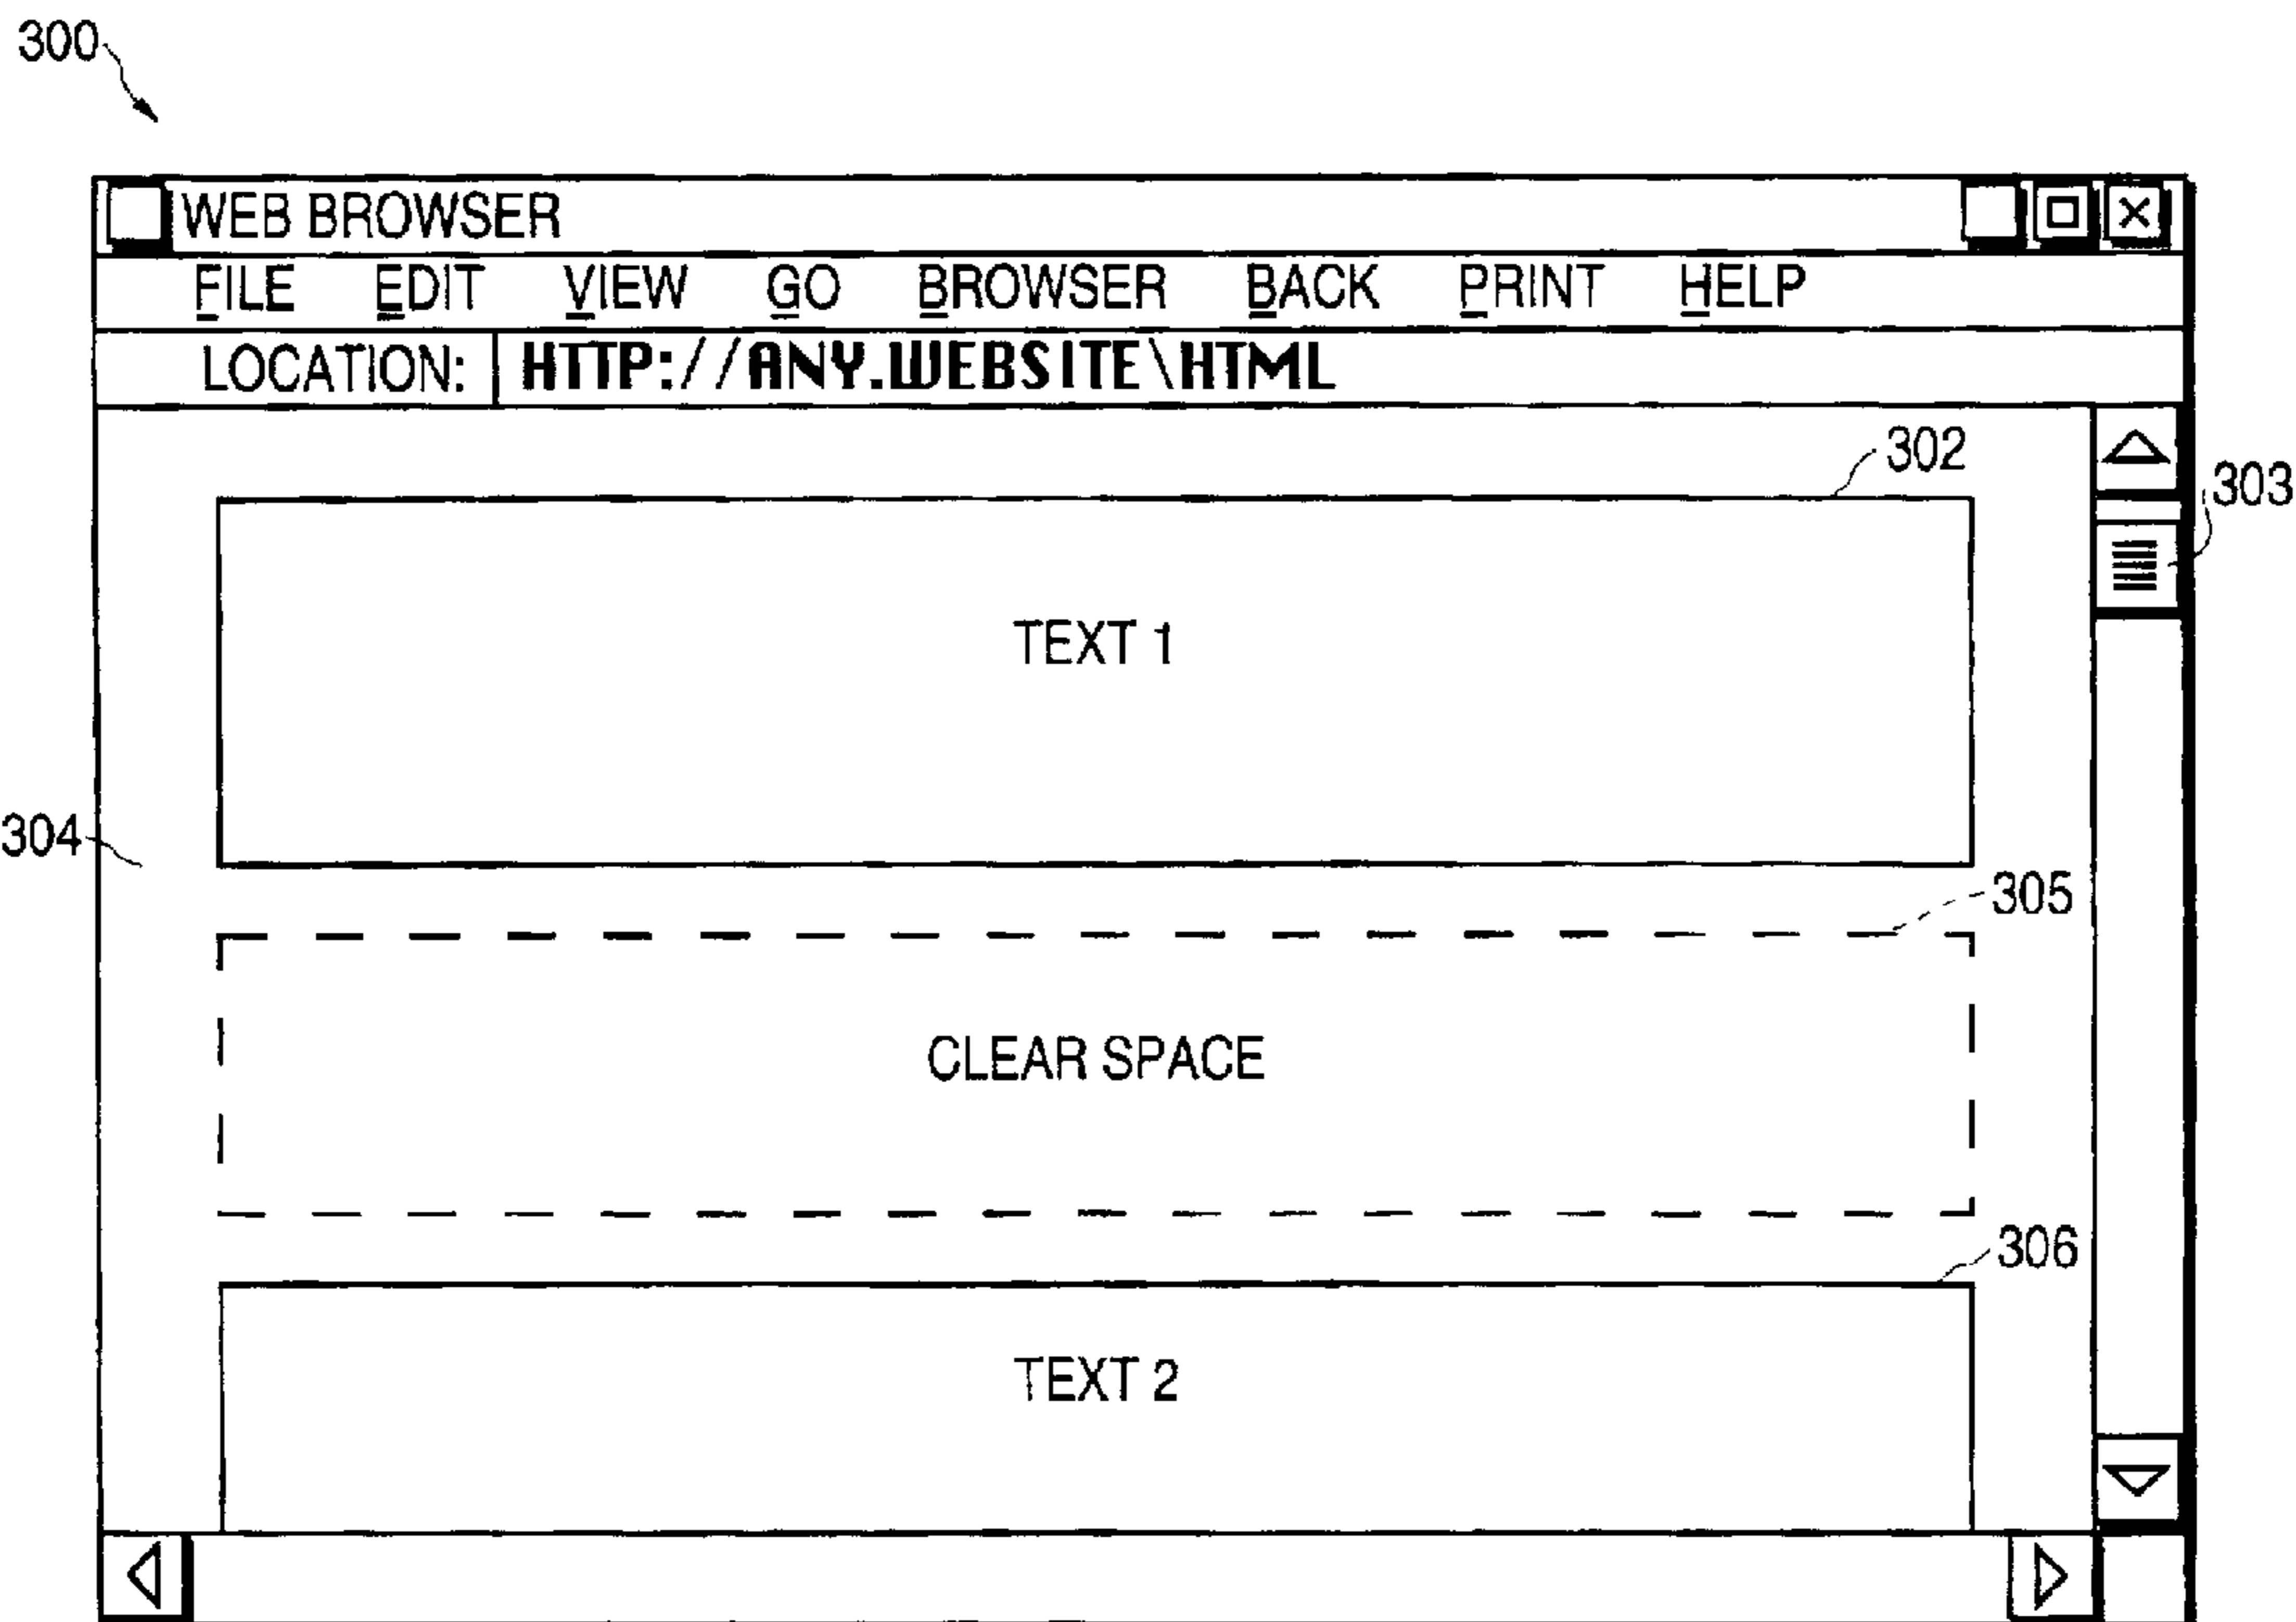 300
WEB BROWSER
FILE EDIT VIEW GO BROWSER BACK PRINT HELP
LOCATION: HTTP://ANY.WEBSITE\HTML
302
303
TEXT 1
304
305
CLEAR SPACE
306
TEXT 2